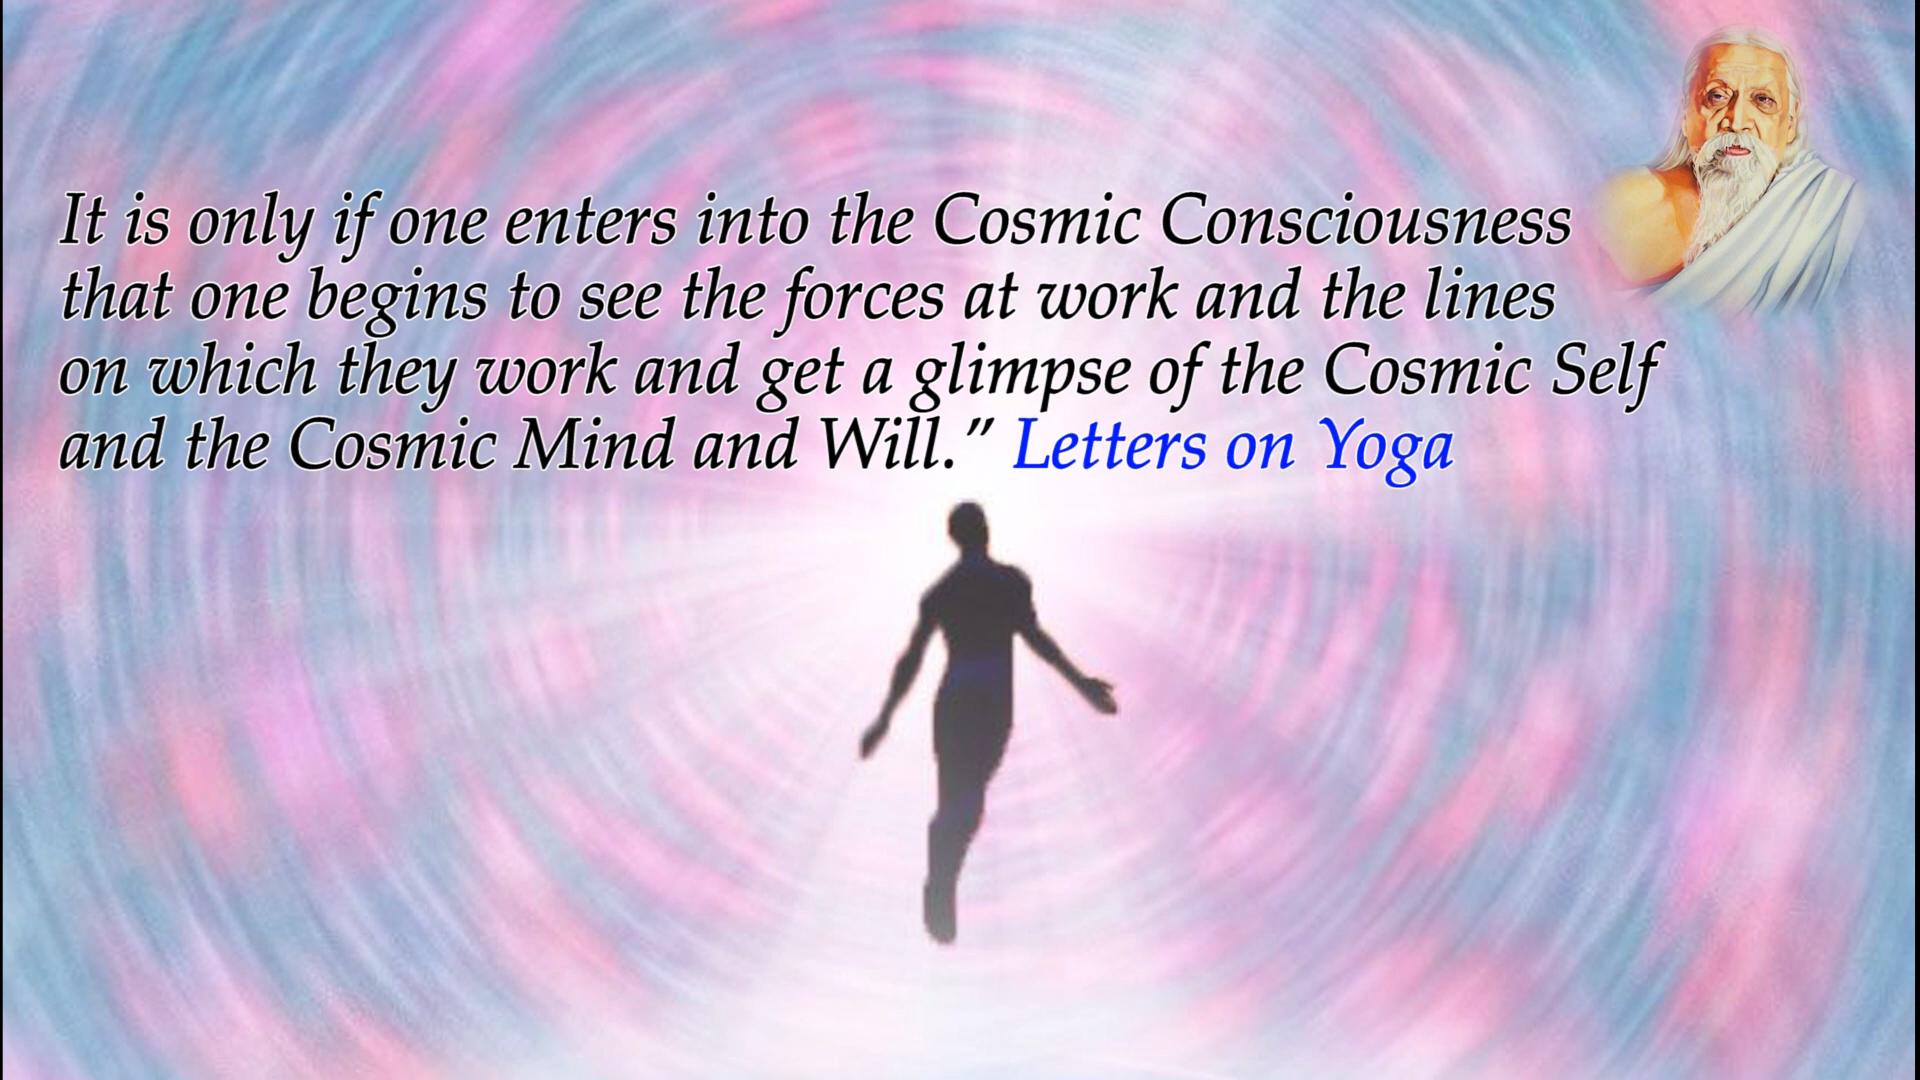 It is only if one enters into the Cosmic Consciousness
that one begins to see the forces at work and the lines
on which they work and get a glimpse of the Cosmic Self
and the Cosmic Mind and Will.” Letters on Yoga